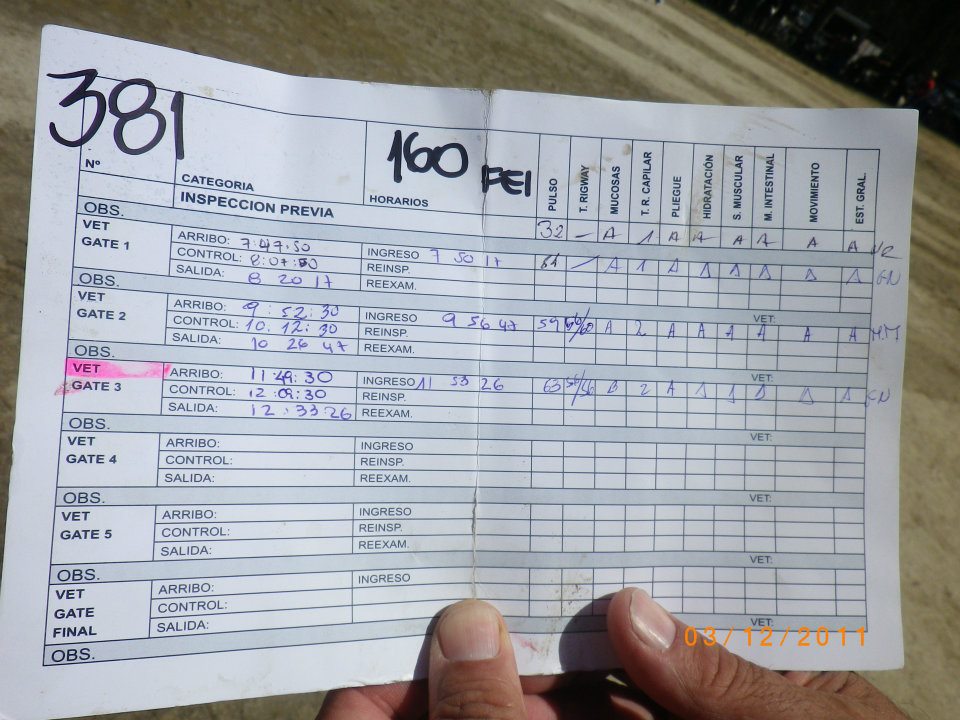 381
160 FEI
Nº CATEGORIA HORARIOS PULSO T. RIGWAY MUCOSAS T. R. CAPILAR PLIEGUE HIDRATACIÓN S. MUSCULAR M. INTESTINAL MOVIMIENTO EST. GRAL.
INSPECCION PREVIA 32 — A 1 A A A A A A
OBS.
VET GATE 1
ARRIBO: 7:47:50 INGRESO 7 50 17 — A 1 A A A A A A
CONTROL: 8:07:50 REINSP.
SALIDA: 8 20 17 REEXAM.
OBS. VET:
VET GATE 2
ARRIBO: 9:52:30 INGRESO 9 56 47 59 A 2 A A A A A A
CONTROL: 10:12:30 REINSP.
SALIDA: 10 26 47 REEXAM.
OBS. VET:
VET GATE 3
ARRIBO: 11:49:30 INGRESO 11 53 26 63 56/56 B 2 A A A B A A
CONTROL: 12:09:30 REINSP.
SALIDA: 12:33 26 REEXAM.
OBS. VET:
VET GATE 4
ARRIBO: INGRESO
CONTROL: REINSP.
SALIDA: REEXAM.
OBS. VET:
VET GATE 5
ARRIBO: INGRESO
CONTROL: REINSP.
SALIDA: REEXAM.
OBS. VET:
VET GATE FINAL
ARRIBO: INGRESO
CONTROL:
SALIDA:
OBS. VET:
03/12/2011